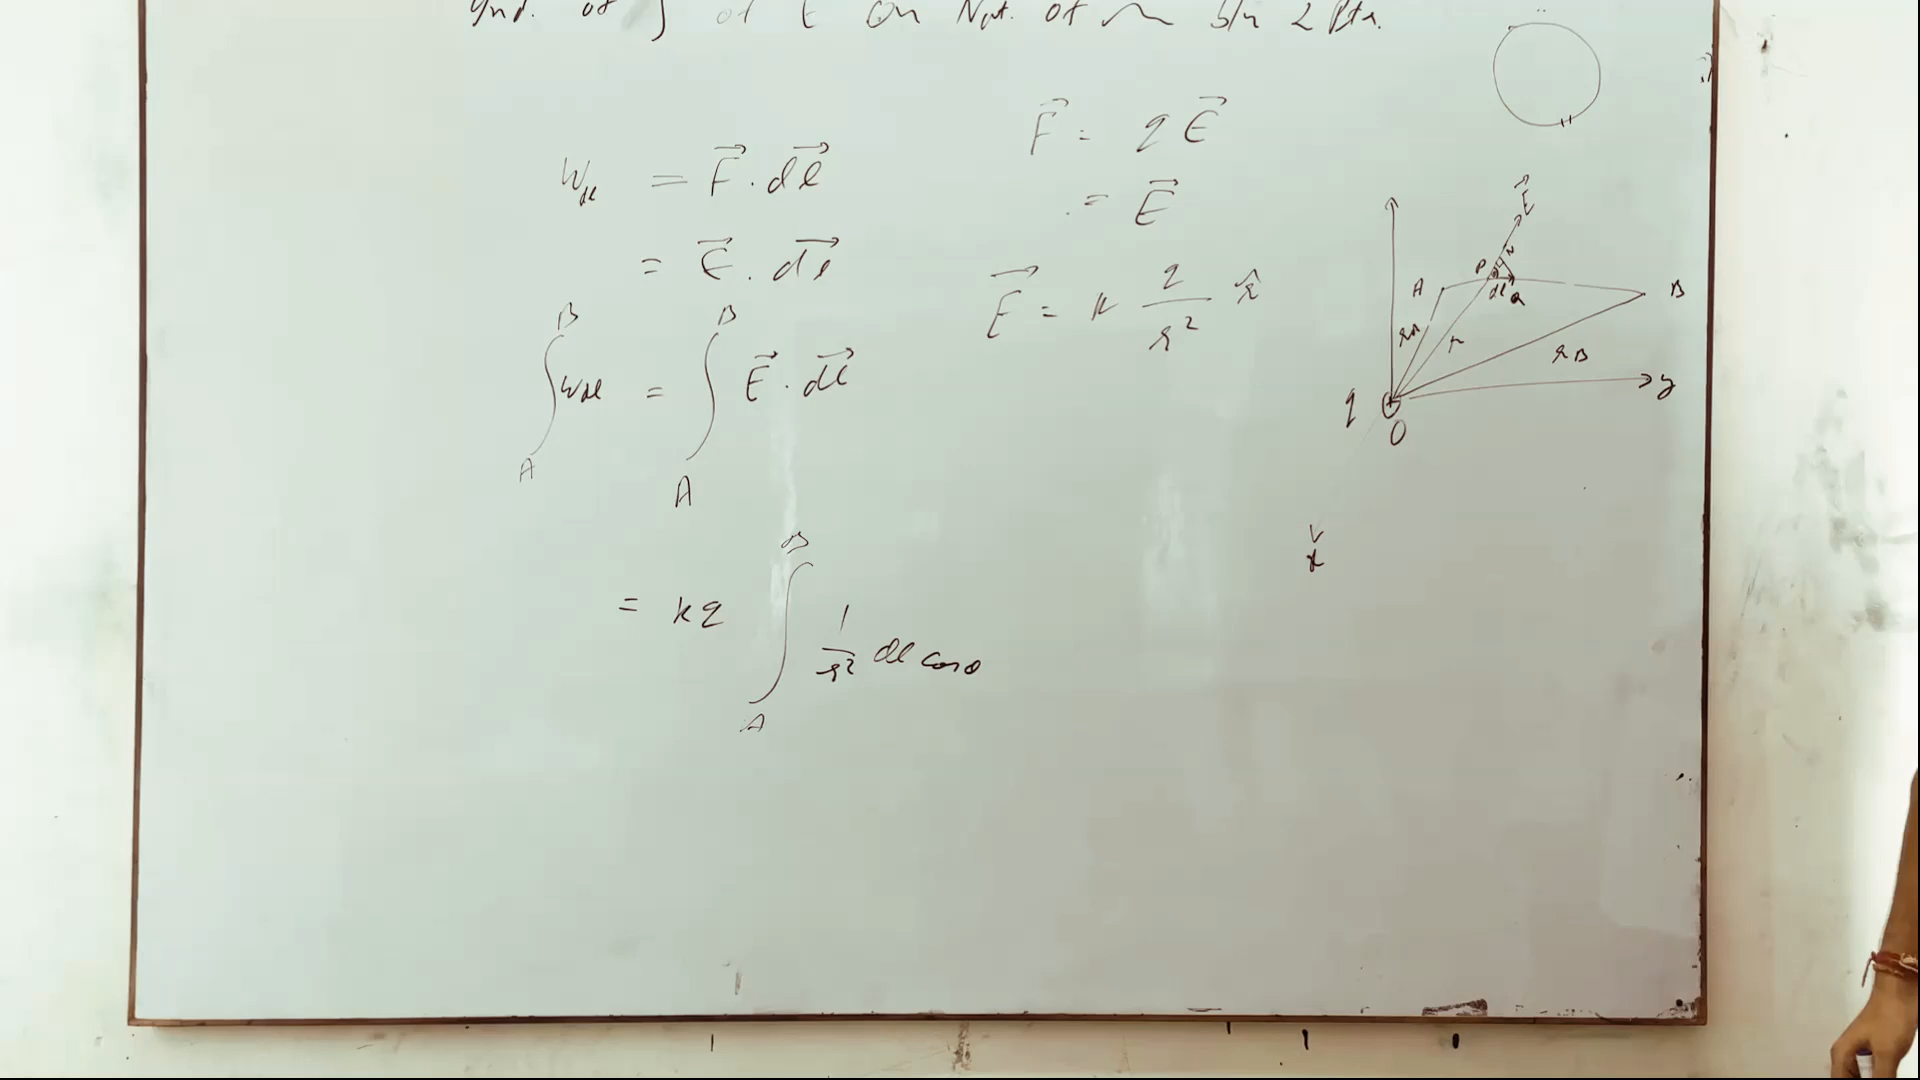 Ind. of ∫ of E on Nat. of b/n 2 Pts.
W_dl = F⃗ . dl⃗
= E⃗ . dl⃗
∫_A^B W_dl = ∫_A^B E⃗ . dl⃗
= kq ∫_A^B 1/r² dl cosθ
F⃗ = qE⃗
= E⃗
E⃗ = k q/r² r̂
E⃗
N
P
A
dl
Q
B
r_A
r
r_B
y
q
+
O
x